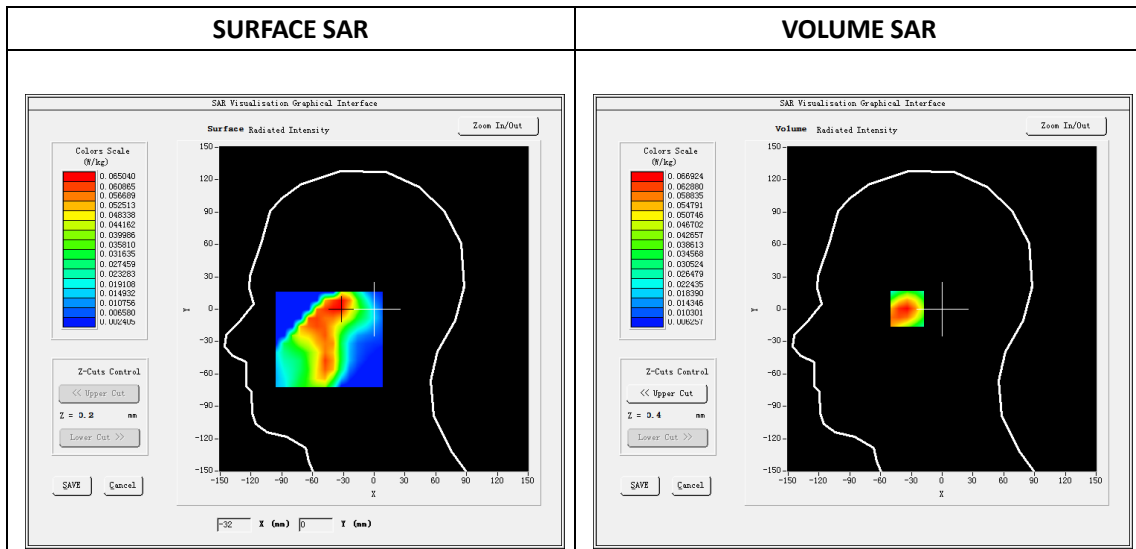 SURFACE SAR
VOLUME SAR
SAR Visualisation Graphical Interface
Surface Radiated Intensity
Zoom In/Out
Colors Scale
(W/kg)
0.065040
0.060865
0.056689
0.052513
0.048338
0.044162
0.039986
0.035810
0.031635
0.027459
0.023283
0.019108
0.014932
0.010756
0.006580
0.002405
150
120
90
60
30
0
-30
-60
-90
-120
-150
Y
-150 -120 -90 -60 -30 0 30 60 90 120 150
X
Z-Cuts Control
<< Upper Cut
Z = 0.2 mm
Lower Cut >>
SAVE Cancel
-32 X (mm) 0 Y (mm)
SAR Visualisation Graphical Interface
Volume Radiated Intensity
Zoom In/Out
Colors Scale
(W/kg)
0.066924
0.062880
0.058835
0.054791
0.050746
0.046702
0.042657
0.038613
0.034568
0.030524
0.026479
0.022435
0.018390
0.014346
0.010301
0.006257
150
120
90
60
30
0
-30
-60
-90
-120
-150
Y
-150 -120 -90 -60 -30 0 30 60 90 120 150
X
Z-Cuts Control
<< Upper Cut
Z = 0.4 mm
Lower Cut >>
SAVE Cancel